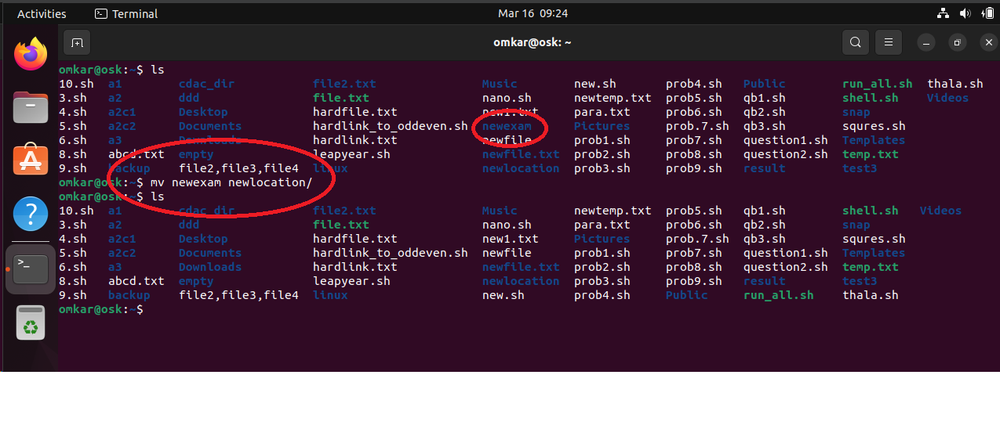 Activities Terminal Mar 16 09:24
omkar@osk: ~
omkar@osk:~$ ls
10.sh a1 cdac_dir file2.txt Music new.sh prob4.sh Public run_all.sh thala.sh
3.sh a2 ddd file.txt nano.sh newtemp.txt prob5.sh qb1.sh shell.sh Videos
4.sh a2c1 Desktop hardfile.txt new1.txt para.txt prob6.sh qb2.sh snap
5.sh a2c2 Documents hardlink_to_oddeven.sh newexam Pictures prob.7.sh qb3.sh squres.sh
6.sh a3 Downloads hardlink.txt newfile prob1.sh prob7.sh question1.sh Templates
8.sh abcd.txt empty leapyear.sh newfile.txt prob2.sh prob8.sh question2.sh temp.txt
9.sh backup file2,file3,file4 linux newlocation prob3.sh prob9.sh result test3
omkar@osk:~$ mv newexam newlocation/
omkar@osk:~$ ls
10.sh a1 cdac_dir file2.txt Music newtemp.txt prob5.sh qb1.sh shell.sh Videos
3.sh a2 ddd file.txt nano.sh para.txt prob6.sh qb2.sh snap
4.sh a2c1 Desktop hardfile.txt new1.txt Pictures prob.7.sh qb3.sh squres.sh
5.sh a2c2 Documents hardlink_to_oddeven.sh newfile prob1.sh prob7.sh question1.sh Templates
6.sh a3 Downloads hardlink.txt newfile.txt prob2.sh prob8.sh question2.sh temp.txt
8.sh abcd.txt empty leapyear.sh newlocation prob3.sh prob9.sh result test3
9.sh backup file2,file3,file4 linux new.sh prob4.sh Public run_all.sh thala.sh
omkar@osk:~$